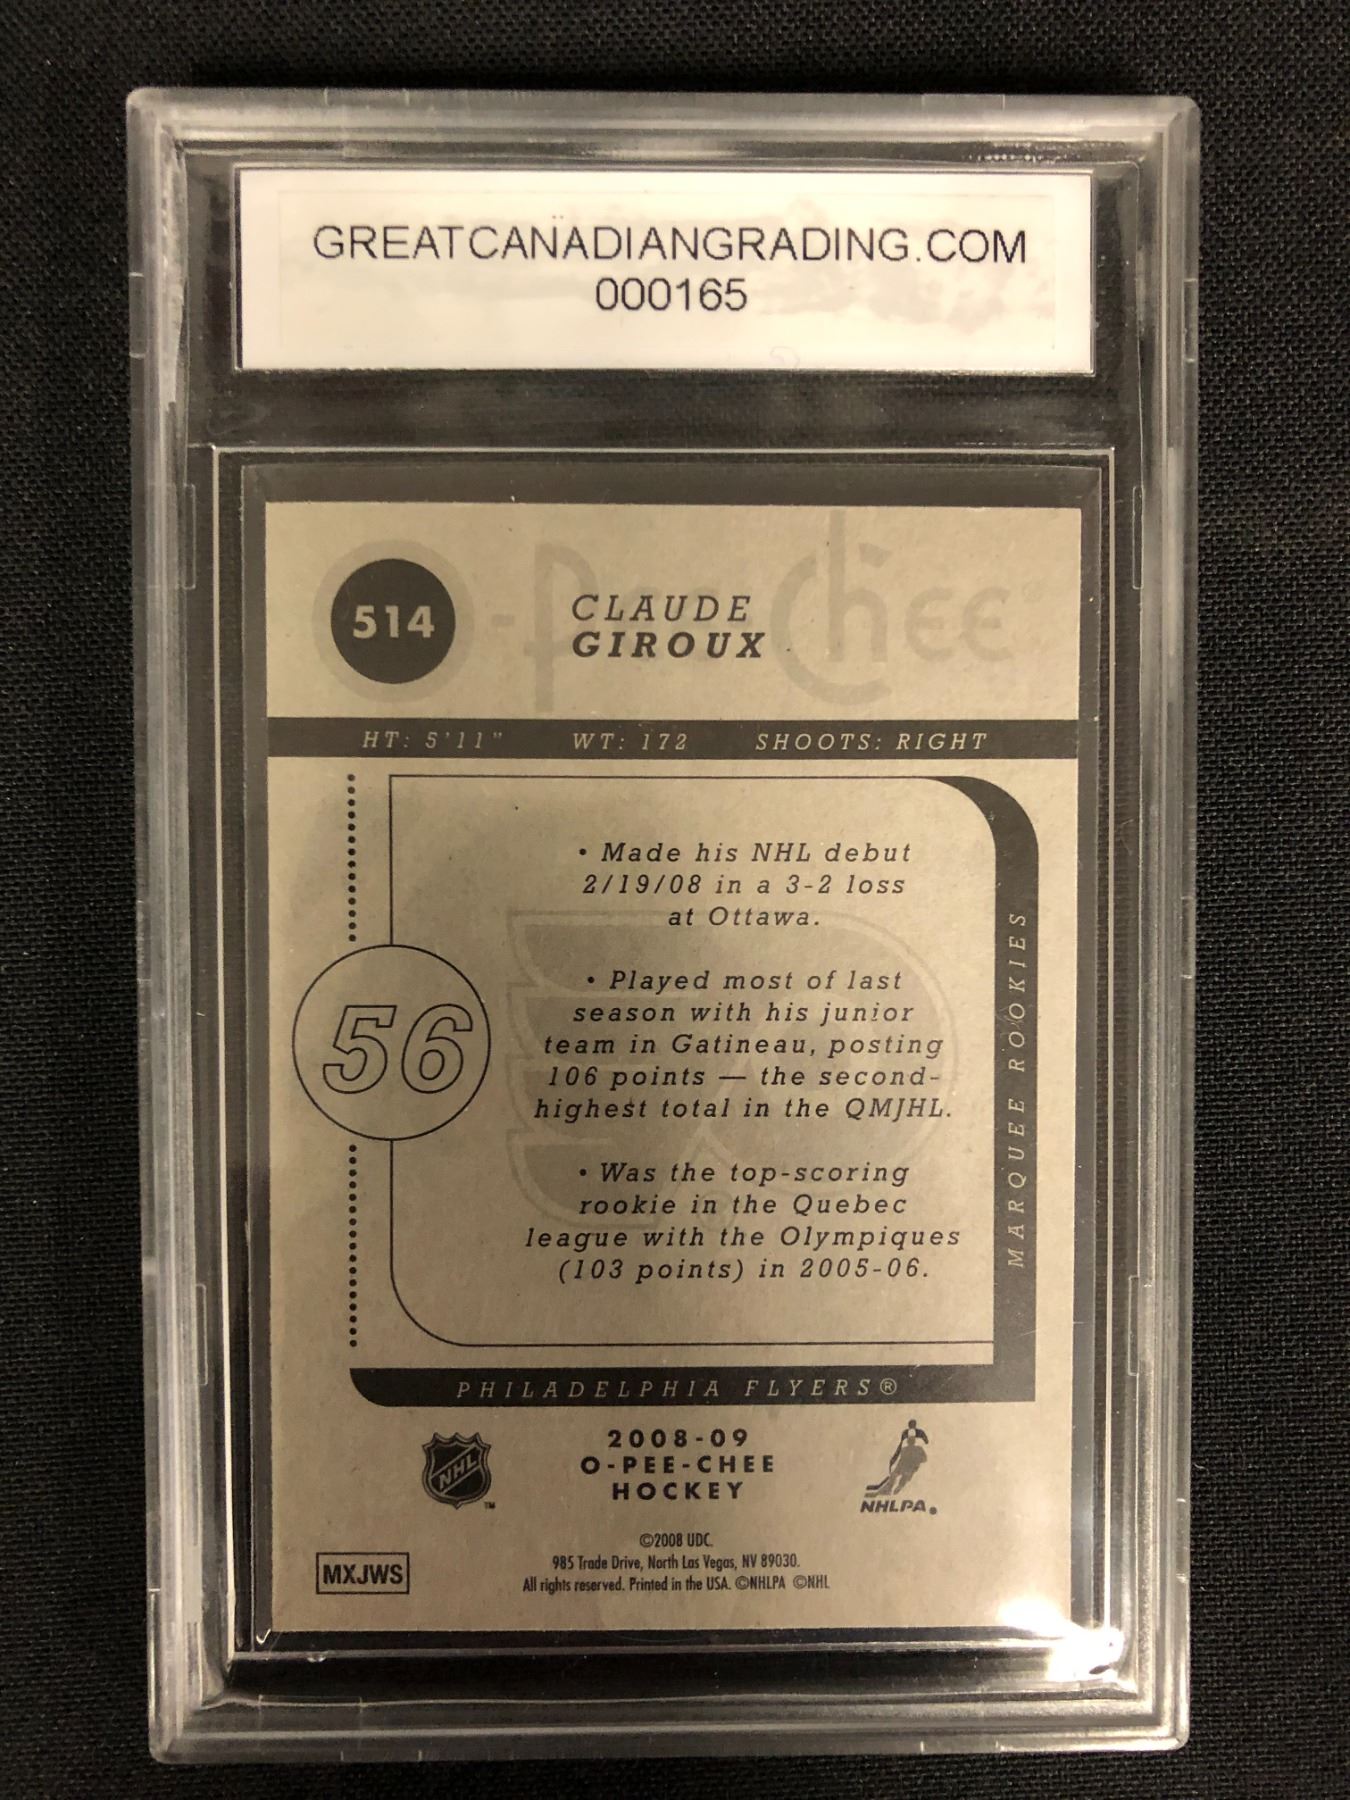 GREATCANADIANGRADING.COM
000165
O-Pee-Chee
514
CLAUDE
GIROUX
HT: 5'11" WT: 172 SHOOTS: RIGHT
• Made his NHL debut
2/19/08 in a 3-2 loss
at Ottawa.
• Played most of last
season with his junior
team in Gatineau, posting
106 points — the second-
highest total in the QMJHL.
• Was the top-scoring
rookie in the Quebec
league with the Olympiques
(103 points) in 2005-06.
56
MARQUEE ROOKIES
PHILADELPHIA FLYERS®
NHL
TM
2008-09
O-PEE-CHEE
HOCKEY
NHLPA®
©2008 UDC.
985 Trade Drive, North Las Vegas, NV 89030.
All rights reserved. Printed in the USA. ©NHLPA ©NHL
MXJWS